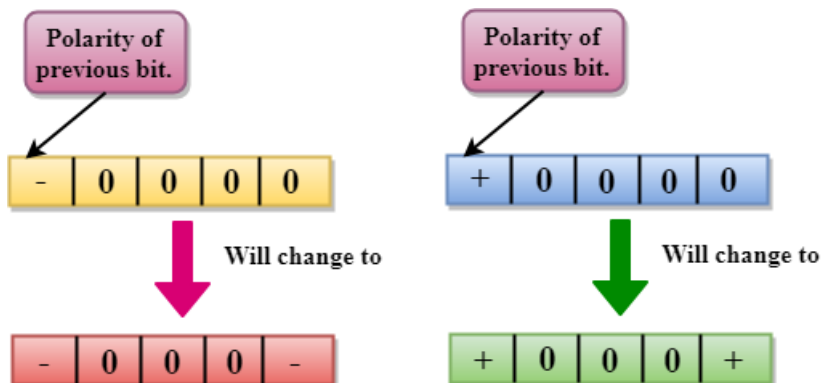 Polarity of
previous bit.
- 0 0 0 0
Will change to
- 0 0 0 -
Polarity of
previous bit.
+ 0 0 0 0
Will change to
+ 0 0 0 +